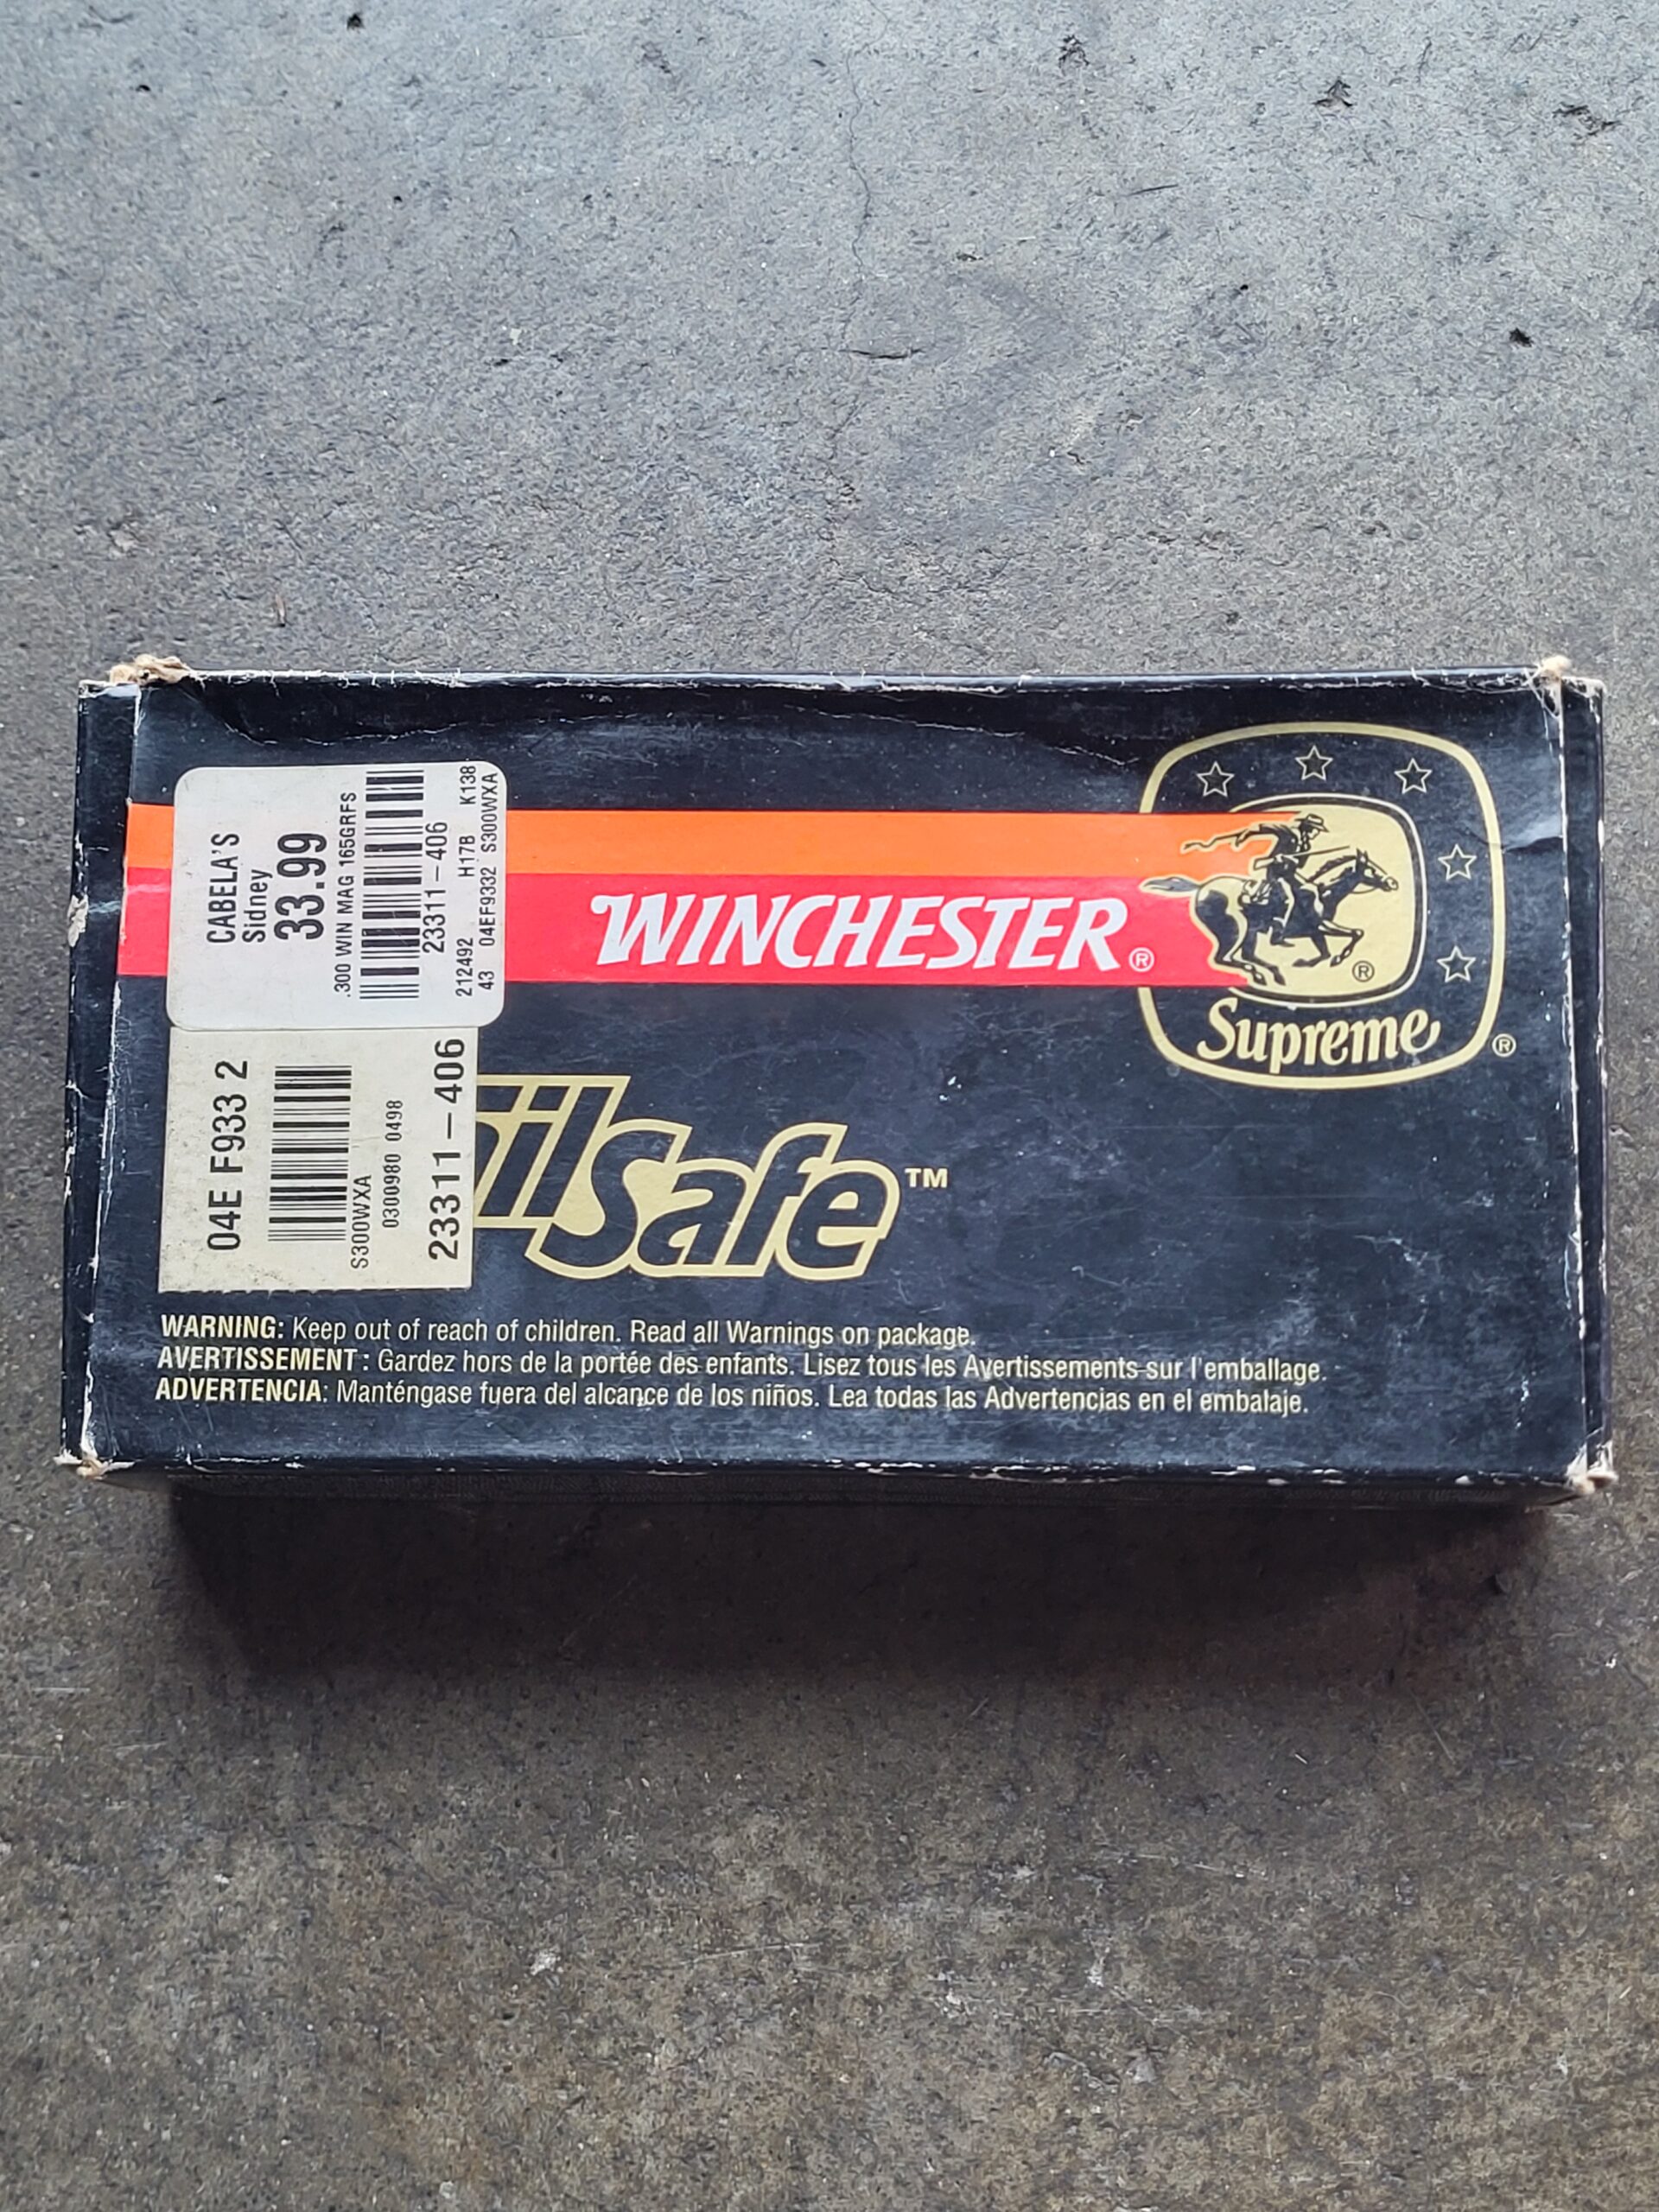 CABELA'S
Sidney
33.99
.300 WIN MAG 165GRFS
23311-406
212492 H17B K138
43 04EF9332 S300WXA
04E F933 2
S300WXA
0300980 0498
23311-406
WINCHESTER®
®
Supreme®
ilSafe™
WARNING: Keep out of reach of children. Read all Warnings on package.
AVERTISSEMENT : Gardez hors de la portée des enfants. Lisez tous les Avertissements sur l'emballage.
ADVERTENCIA: Manténgase fuera del alcance de los niños. Lea todas las Advertencias en el embalaje.